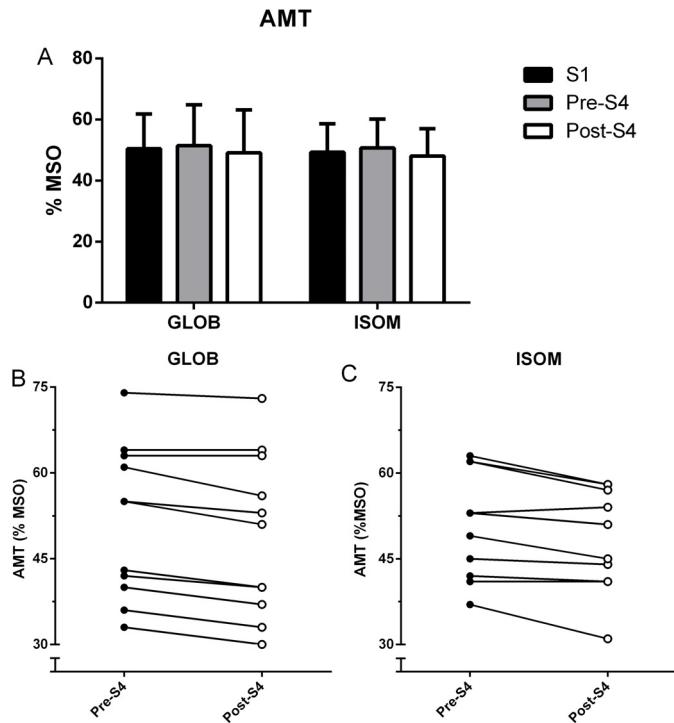 AMT
A
80
60
40
20
0
% MSO
GLOB
ISOM
S1
Pre-S4
Post-S4
B
GLOB
75
60
45
30
AMT (% MSO)
Pre-S4
Post-S4
C
ISOM
75
60
45
30
AMT (%MSO)
Pre-S4
Post-S4